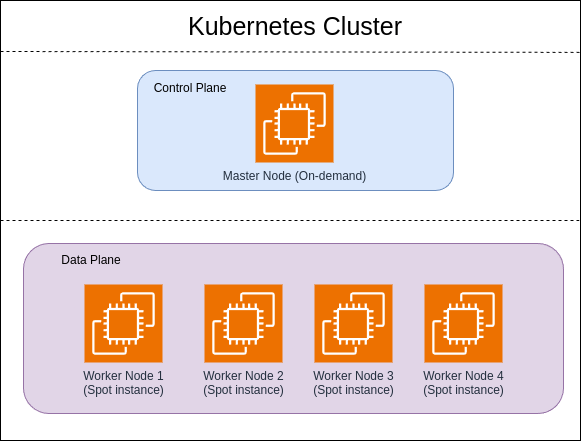 Kubernetes Cluster
Control Plane
Master Node (On-demand)
Data Plane
Worker Node 1
(Spot instance)
Worker Node 2
(Spot instance)
Worker Node 3
(Spot instance)
Worker Node 4
(Spot instance)